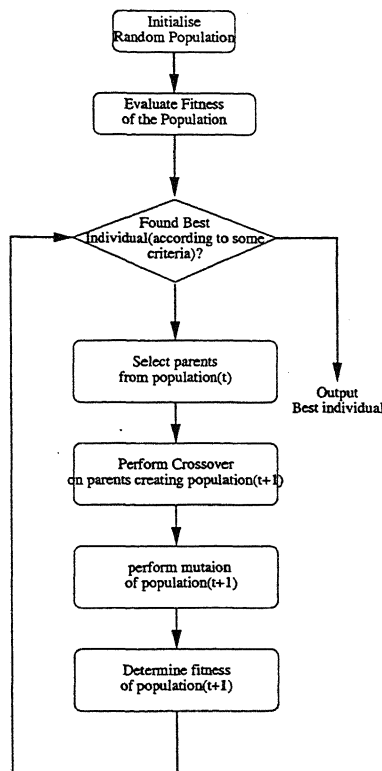 Initialise
Random Population
Evaluate Fitness
of the Population
Found Best
Individual(according to some
criteria)?
Select parents
from population(t)
Output
Best individual
Perform Crossover
on parents creating population(t+1)
perform mutaion
of population(t+1)
Determine fitness
of population(t+1)